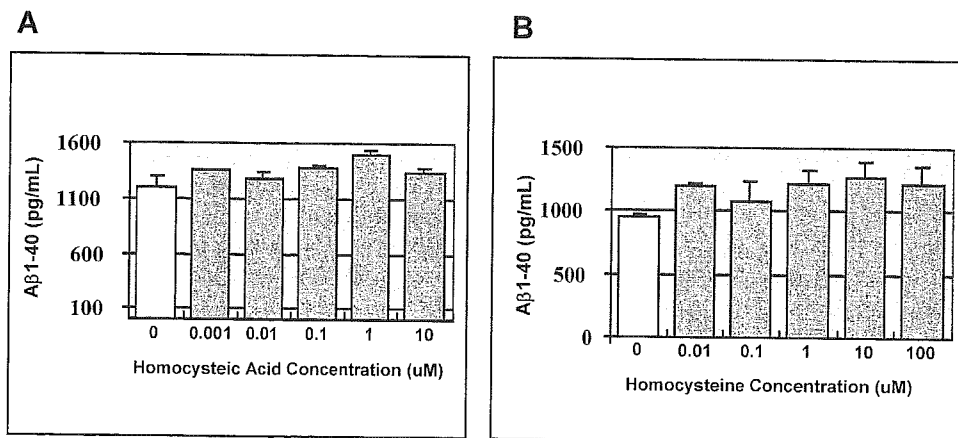 A
1600
1100
600
100
Aβ1-40 (pg/mL)
0 0.001 0.01 0.1 1 10
Homocysteic Acid Concentration (uM)
B
1500
1000
500
0
Aβ1-40 (pg/mL)
0 0.01 0.1 1 10 100
Homocysteine Concentration (uM)